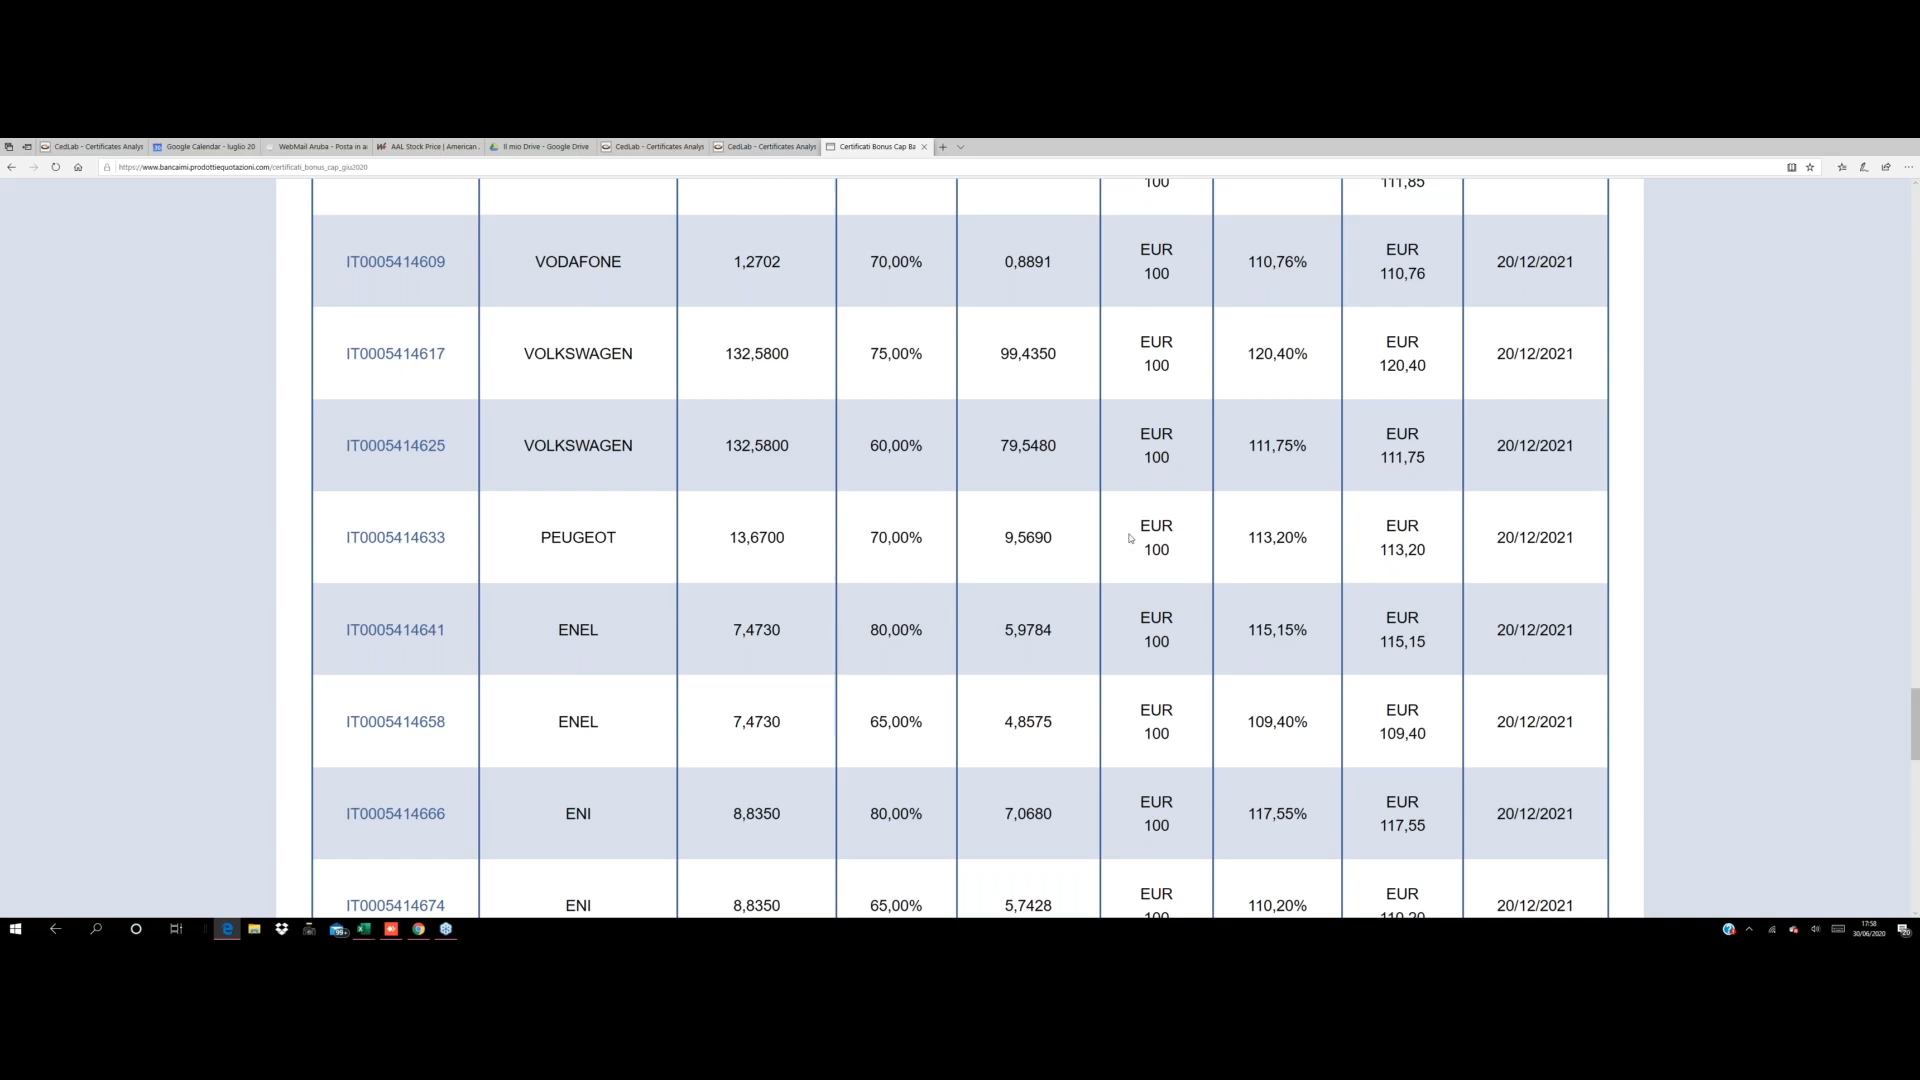 CedLab - Certificates Analys
Google Calendar - luglio 20
WebMail Aruba - Posta in a
AAL Stock Price | American
Il mio Drive - Google Drive
CedLab - Certificates Analys
CedLab - Certificates Analys
Certificati Bonus Cap Ba
https://www.bancaimi.prodottiequotazioni.com/certificati_bonus_cap_giu2020
100 111,85
IT0005414609 VODAFONE 1,2702 70,00% 0,8891 EUR 100 110,76% EUR 110,76 20/12/2021
IT0005414617 VOLKSWAGEN 132,5800 75,00% 99,4350 EUR 100 120,40% EUR 120,40 20/12/2021
IT0005414625 VOLKSWAGEN 132,5800 60,00% 79,5480 EUR 100 111,75% EUR 111,75 20/12/2021
IT0005414633 PEUGEOT 13,6700 70,00% 9,5690 EUR 100 113,20% EUR 113,20 20/12/2021
IT0005414641 ENEL 7,4730 80,00% 5,9784 EUR 100 115,15% EUR 115,15 20/12/2021
IT0005414658 ENEL 7,4730 65,00% 4,8575 EUR 100 109,40% EUR 109,40 20/12/2021
IT0005414666 ENI 8,8350 80,00% 7,0680 EUR 100 117,55% EUR 117,55 20/12/2021
IT0005414674 ENI 8,8350 65,00% 5,7428 EUR 100 110,20% EUR 110,20 20/12/2021
99+
17:58
30/06/2020
20